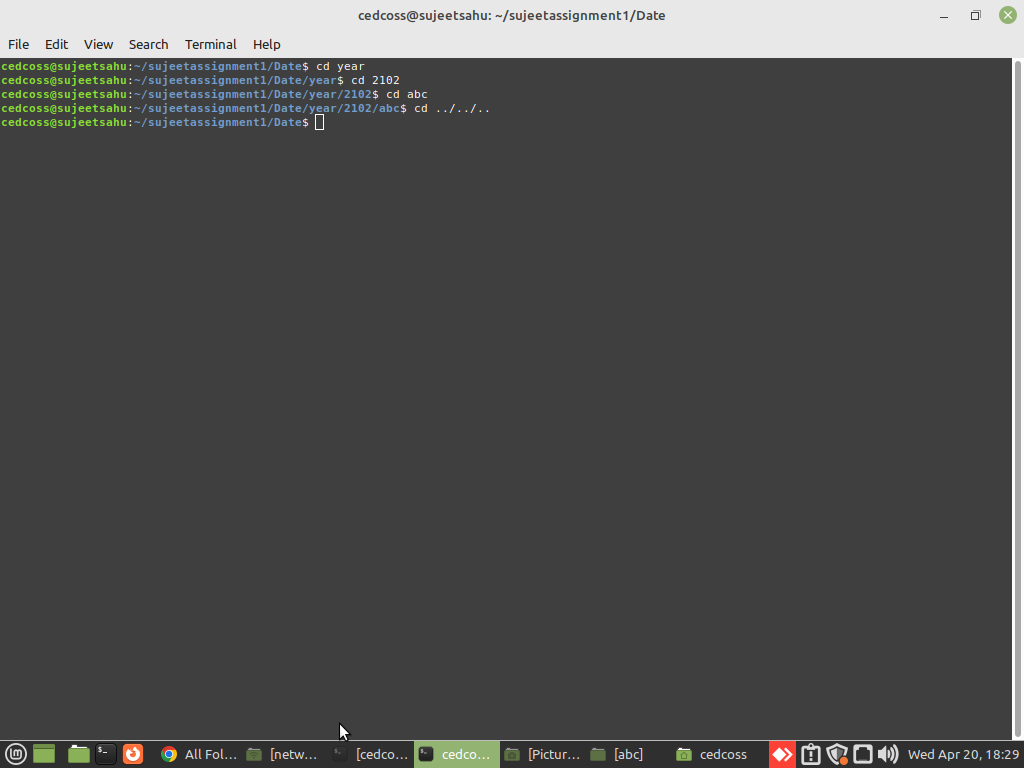 cedcoss@sujeetsahu: ~/sujeetassignment1/Date
File Edit View Search Terminal Help
cedcoss@sujeetsahu:~/sujeetassignment1/Date$ cd year
cedcoss@sujeetsahu:~/sujeetassignment1/Date/year$ cd 2102
cedcoss@sujeetsahu:~/sujeetassignment1/Date/year/2102$ cd abc
cedcoss@sujeetsahu:~/sujeetassignment1/Date/year/2102/abc$ cd ../../..
cedcoss@sujeetsahu:~/sujeetassignment1/Date$
All Fol... [netw... [cedco... cedco... [Pictur... [abc] cedcoss Wed Apr 20, 18:29